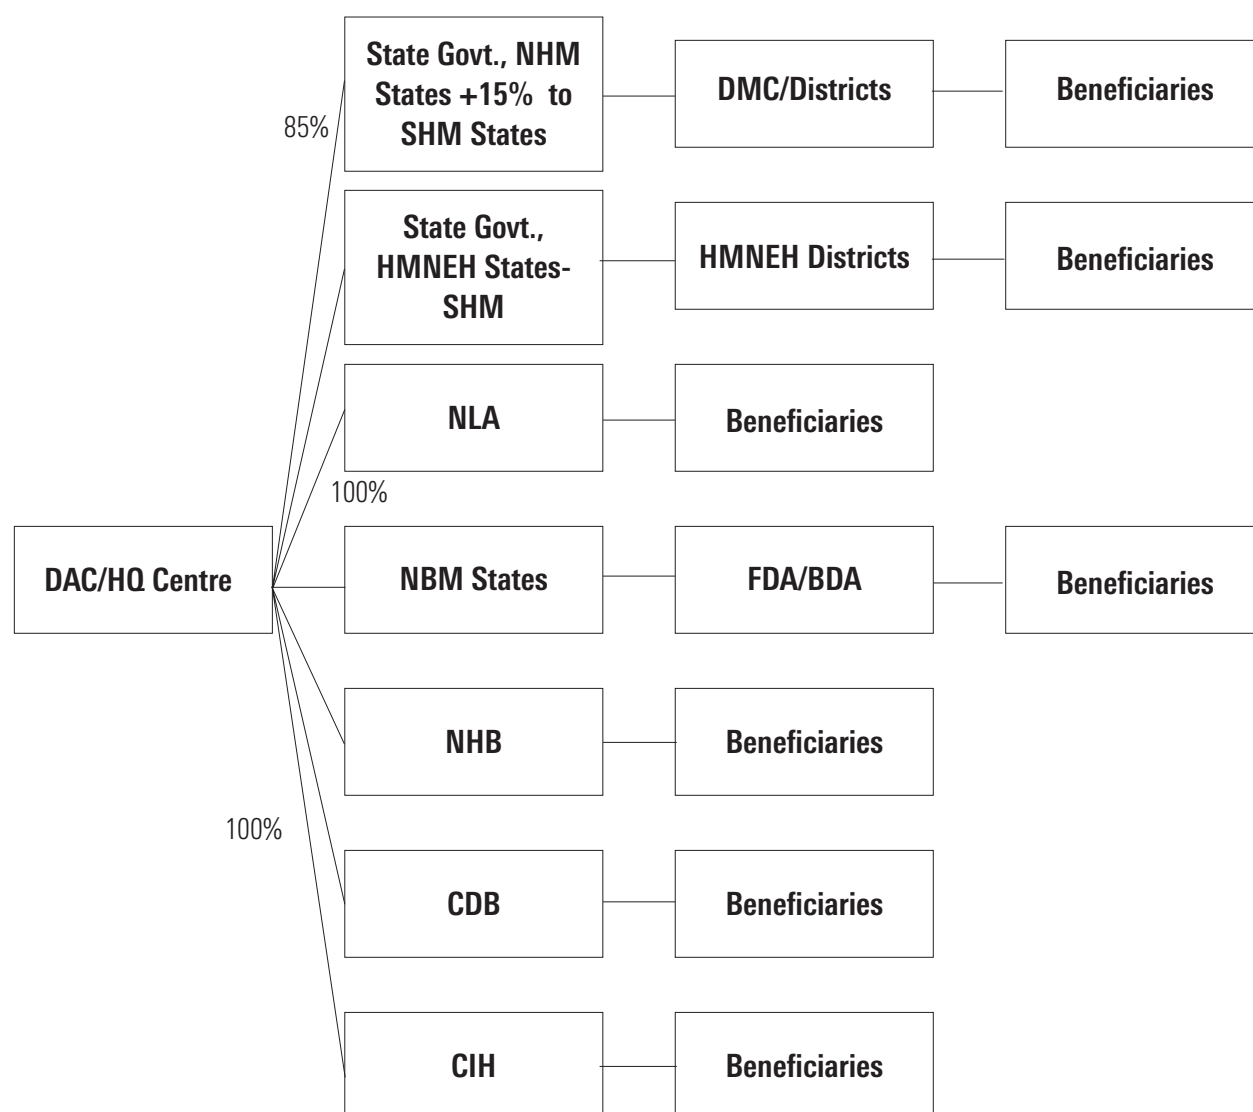 State Govt., NHM
States +15% to
SHM States
DMC/Districts
Beneficiaries
85%
State Govt.,
HMNEH States-
SHM
HMNEH Districts
Beneficiaries
NLA
Beneficiaries
100%
DAC/HQ Centre
NBM States
FDA/BDA
Beneficiaries
NHB
Beneficiaries
100%
CDB
Beneficiaries
CIH
Beneficiaries